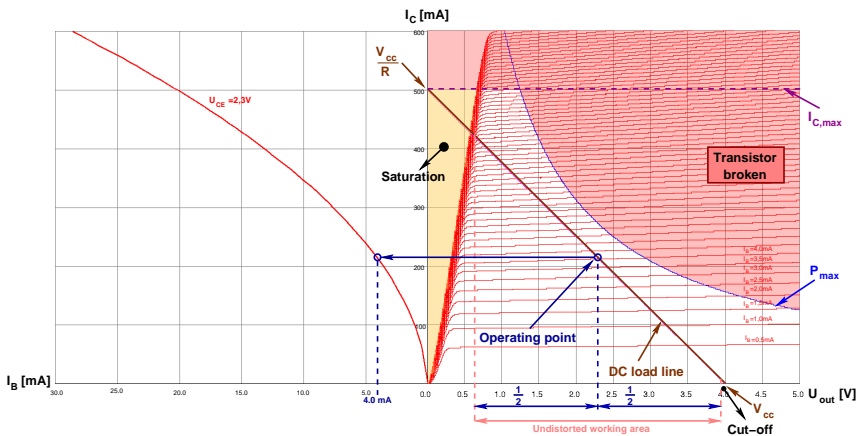 I_C [mA]
600
V_cc
R
U_CE =2,3V
500
I_C,max
400
Saturation
Transistor
broken
I_B=4,0mA
I_B=3,5mA
I_B=3,0mA
I_B=2,5mA
I_B=2,0mA
I_B=1,5mA
I_B=1,0mA
I_B=0,5mA
200
P_max
100
Operating point
DC load line
I_B [mA]
30.0
25.0
20.0
15.0
10.0
5.0
4.0 mA
0.0
1.0
1.5
2.0
2.5
3.0
3.5
4.0
4.5
5.0
U_out [V]
1
2
1
2
V_cc
Cut-off
Undistorted working area